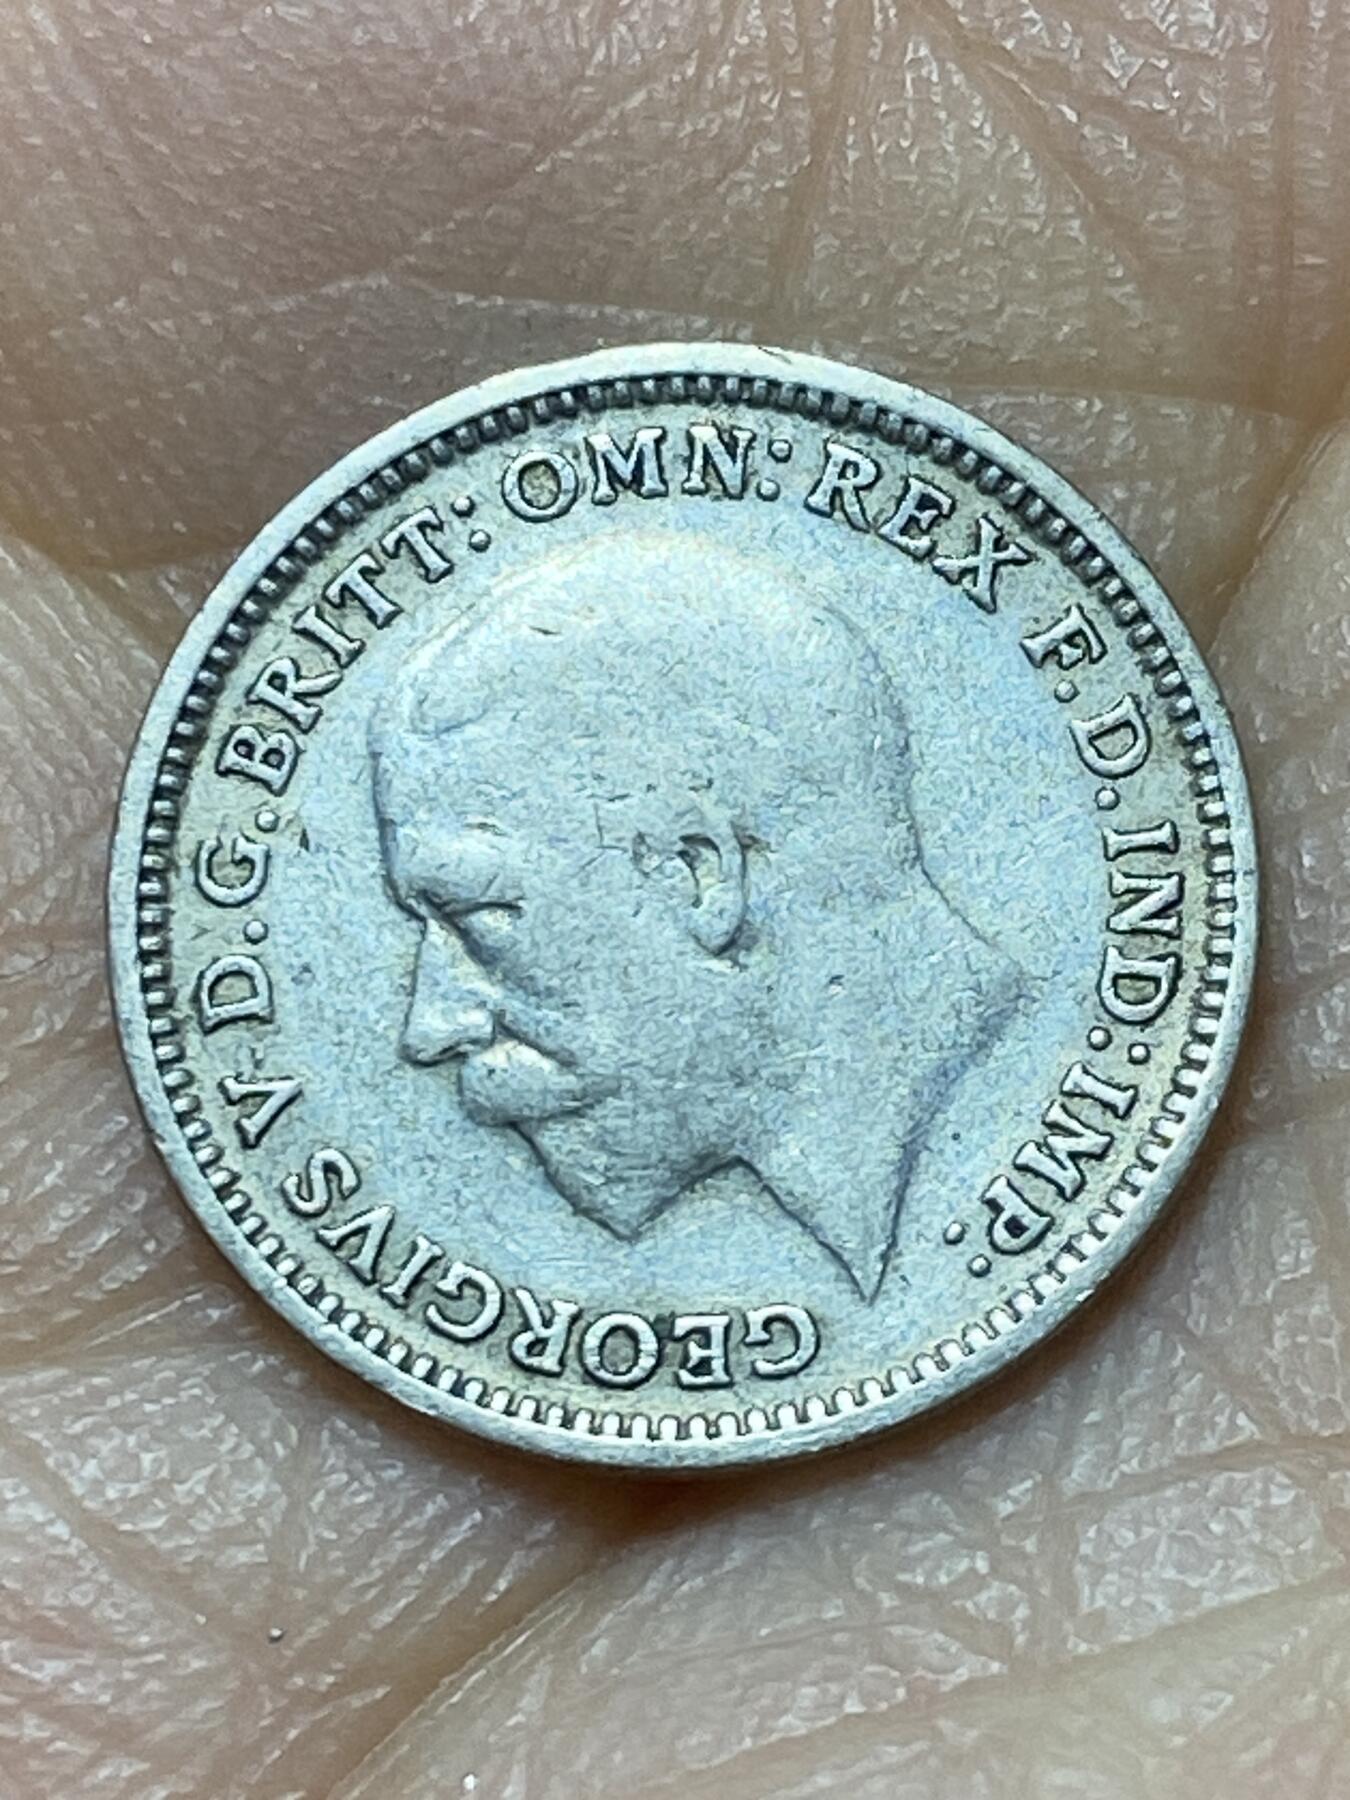 GEORGIVS V D.G.BRITT: OMN: REX F.D.IND:IMP: